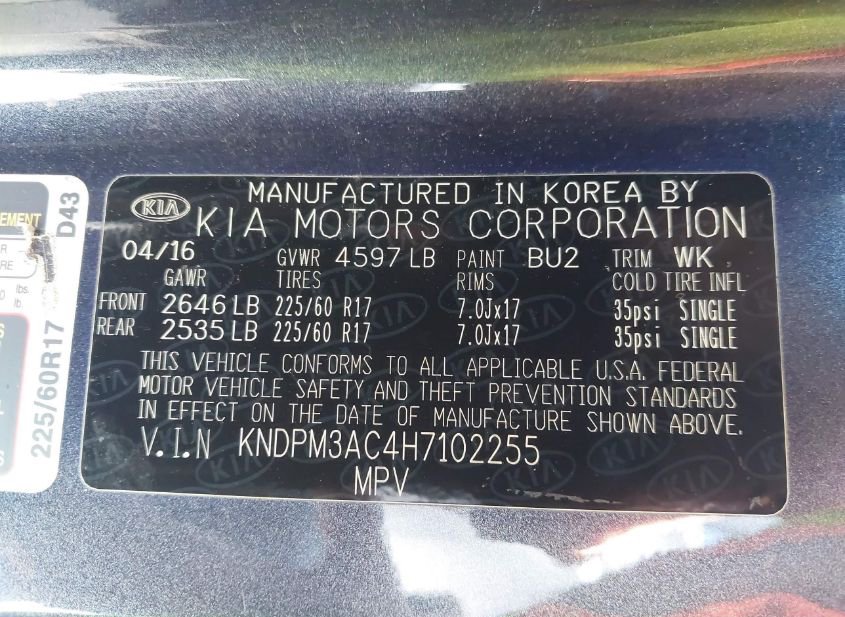 MANUFACTURED IN KOREA BY
KIA KIA MOTORS CORPORATION
04/16 GVWR 4597 LB PAINT BU2 TRIM WK
GAWR TIRES RIMS COLD TIRE INFL
FRONT 2646 LB 225/60 R17 7.0Jx17 35psi SINGLE
REAR 2535 LB 225/60 R17 7.0Jx17 35psi SINGLE
THIS VEHICLE CONFORMS TO ALL APPLICABLE U.S.A. FEDERAL
MOTOR VEHICLE SAFETY AND THEFT PREVENTION STANDARDS
IN EFFECT ON THE DATE OF MANUFACTURE SHOWN ABOVE.
V.I.N KNDPM3AC4H7102255
MPV
225/60R17 D43
EMENT